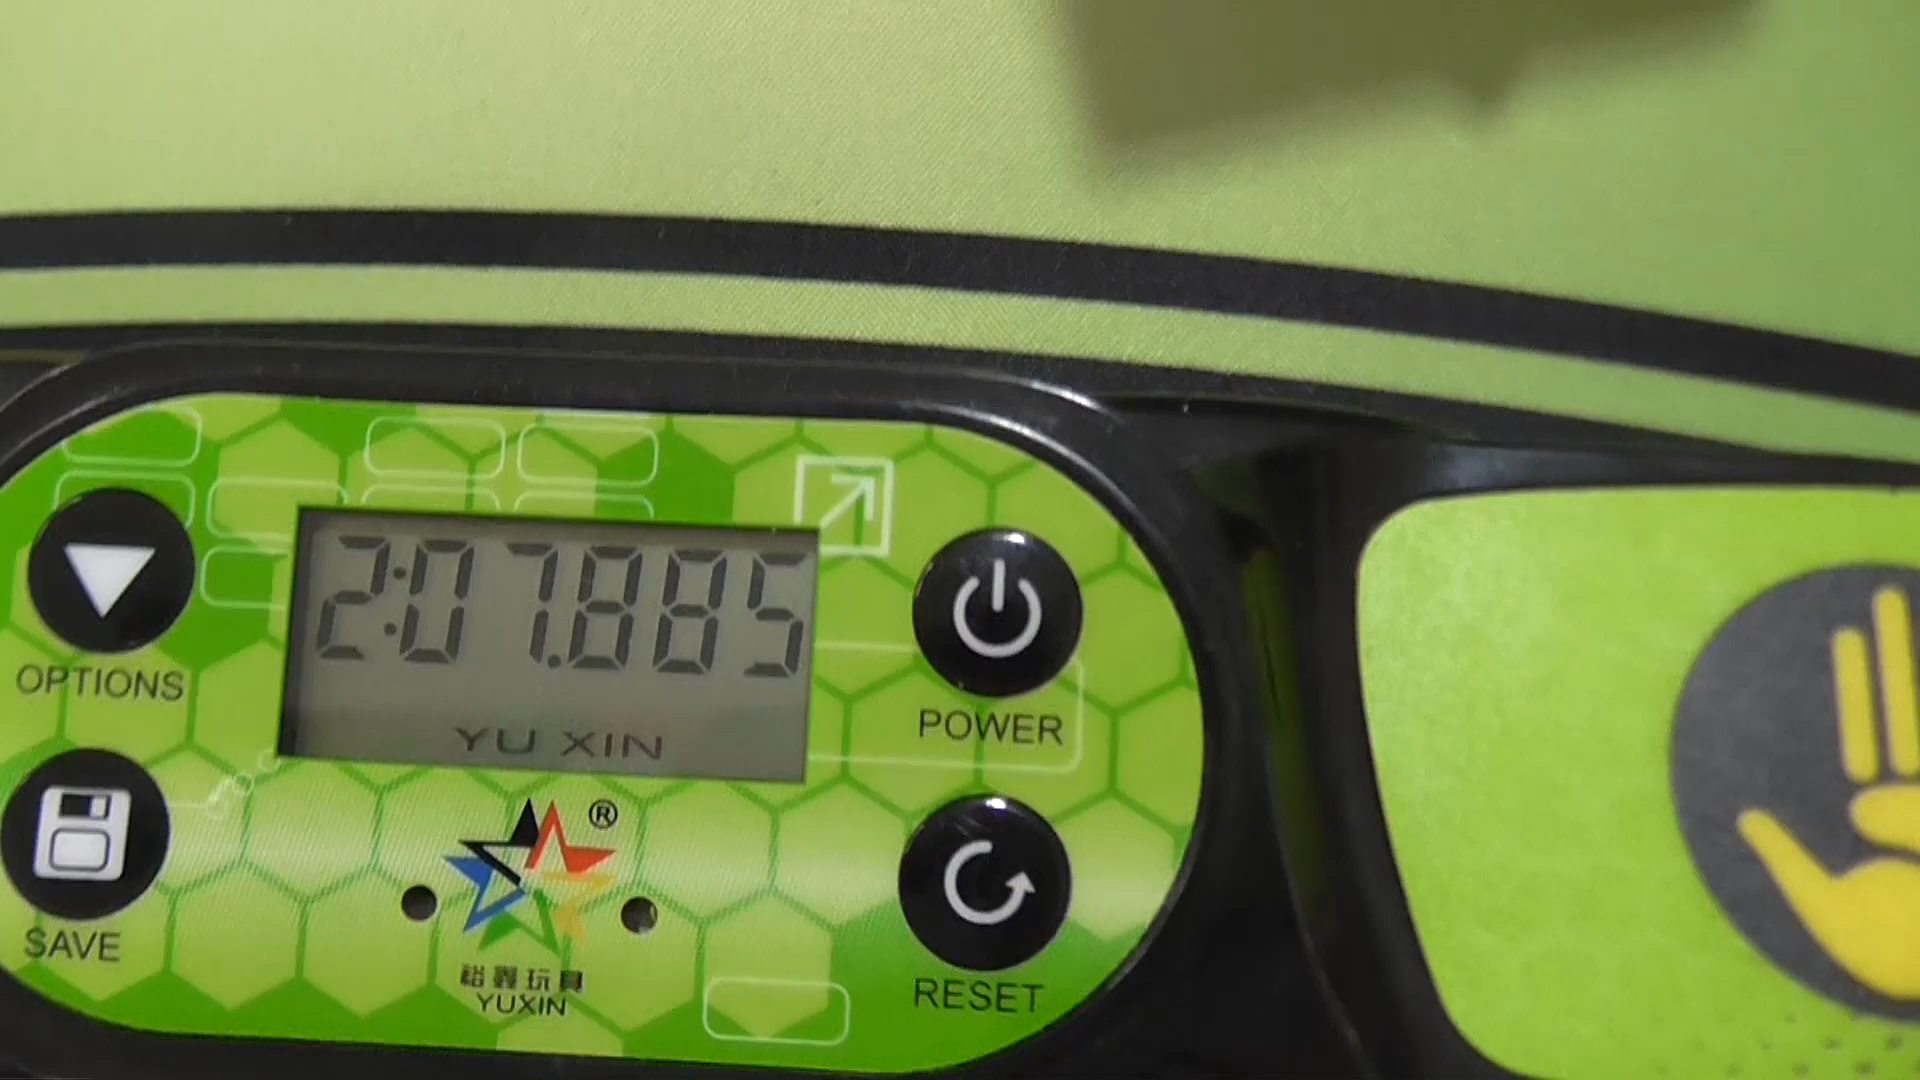 2:07.885
YU XIN
OPTIONS
POWER
SAVE
®
裕鑫玩具
YUXIN
RESET